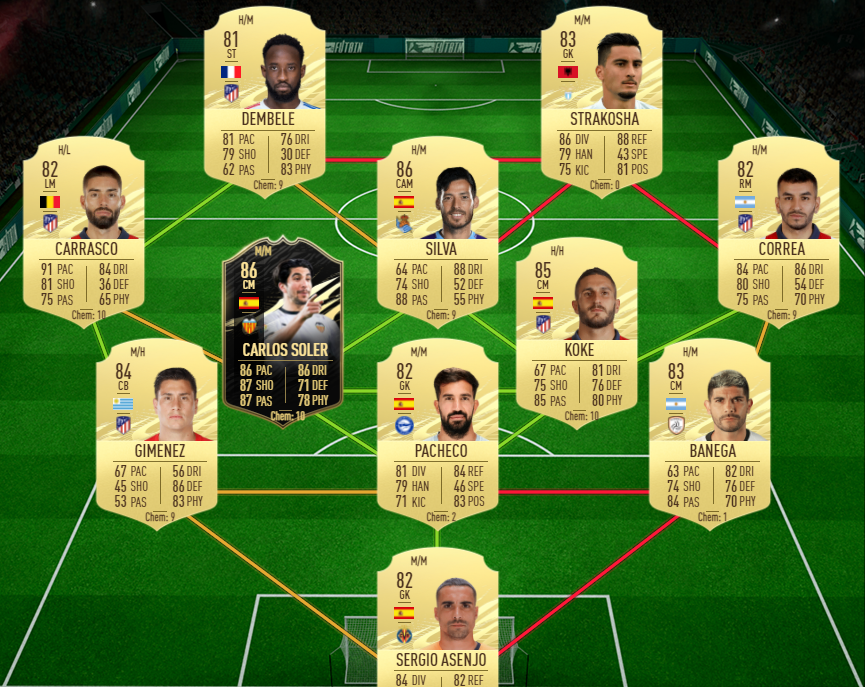 H/M
81
ST
DEMBELE
81 PAC 76 DRI
79 SHO 30 DEF
62 PAS 83 PHY
Chem: 9
M/M
83
GK
STRAKOSHA
86 DIV 88 REF
79 HAN 43 SPE
75 KIC 81 POS
Chem: 0
H/L
82
LM
CARRASCO
91 PAC 84 DRI
81 SHO 36 DEF
75 PAS 65 PHY
Chem: 10
H/M
86
CAM
SILVA
64 PAC 88 DRI
74 SHO 52 DEF
88 PAS 55 PHY
Chem: 9
H/M
82
RM
CORREA
84 PAC 86 DRI
80 SHO 54 DEF
75 PAS 70 PHY
Chem: 9
M/M
86
CM
CARLOS SOLER
86 PAC 86 DRI
87 SHO 71 DEF
87 PAS 78 PHY
Chem: 10
H/H
85
CM
KOKE
67 PAC 81 DRI
75 SHO 76 DEF
85 PAS 80 PHY
Chem: 10
M/H
84
CB
GIMENEZ
67 PAC 56 DRI
45 SHO 86 DEF
53 PAS 83 PHY
Chem: 9
M/M
82
GK
PACHECO
81 DIV 84 REF
79 HAN 46 SPE
71 KIC 83 POS
Chem: 2
H/M
83
CM
BANEGA
63 PAC 82 DRI
74 SHO 76 DEF
84 PAS 70 PHY
Chem: 1
M/M
82
GK
SERGIO ASENJO
84 DIV 82 REF